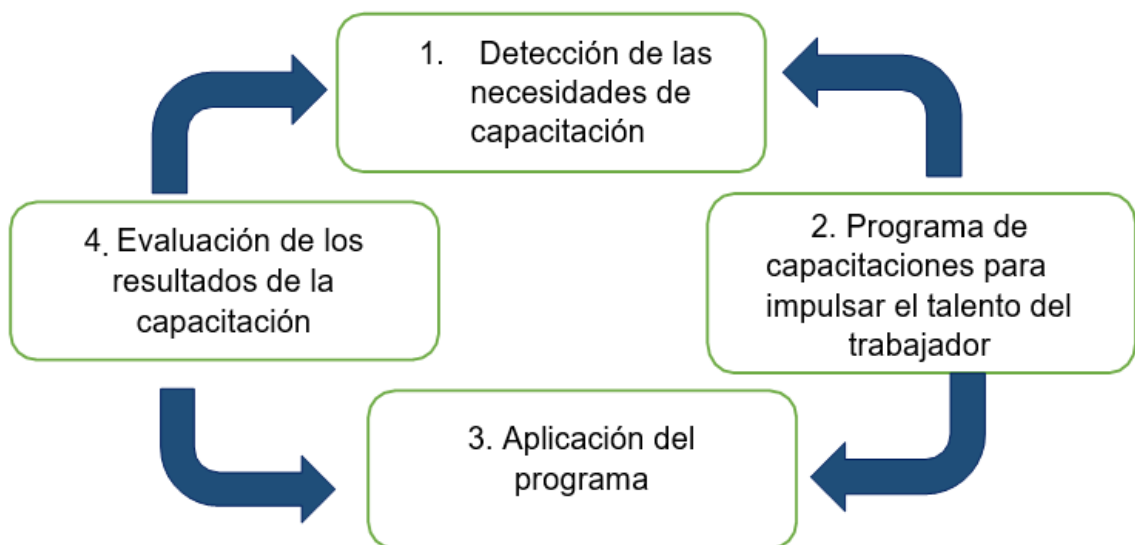 1. Detección de las
necesidades de
capacitación
2. Programa de
capacitaciones para
impulsar el talento del
trabajador
3. Aplicación del
programa
4. Evaluación de los
resultados de la
capacitación